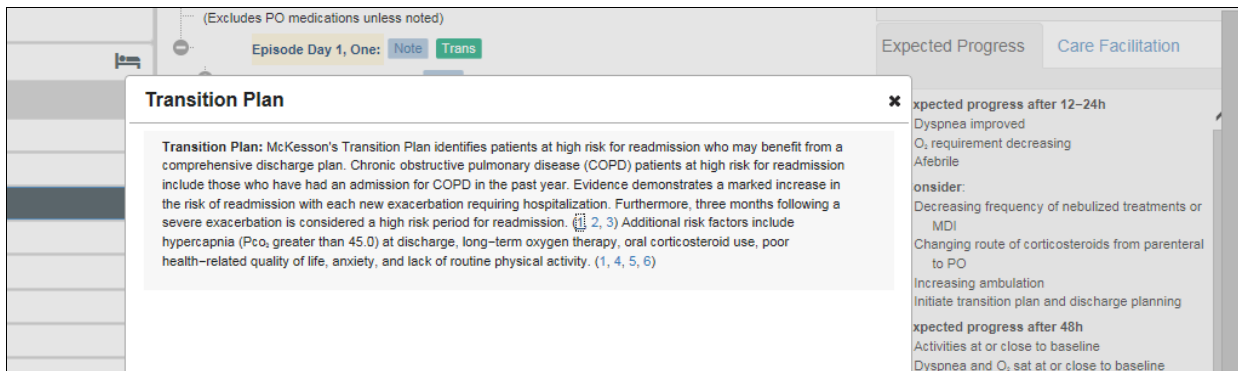 (Excludes PO medications unless noted)
Episode Day 1, One: Note Trans
Expected Progress Care Facilitation
Transition Plan
Transition Plan: McKesson's Transition Plan identifies patients at high risk for readmission who may benefit from a
comprehensive discharge plan. Chronic obstructive pulmonary disease (COPD) patients at high risk for readmission
include those who have had an admission for COPD in the past year. Evidence demonstrates a marked increase in
the risk of readmission with each new exacerbation requiring hospitalization. Furthermore, three months following a
severe exacerbation is considered a high risk period for readmission. (1, 2, 3) Additional risk factors include
hypercapnia (Pco₂ greater than 45.0) at discharge, long-term oxygen therapy, oral corticosteroid use, poor
health-related quality of life, anxiety, and lack of routine physical activity. (1, 4, 5, 6)
xpected progress after 12-24h
Dyspnea improved
O₂ requirement decreasing
Afebrile
onsider:
Decreasing frequency of nebulized treatments or
MDI
Changing route of corticosteroids from parenteral
to PO
Increasing ambulation
Initiate transition plan and discharge planning
xpected progress after 48h
Activities at or close to baseline
Dyspnea and O₂ sat at or close to baseline